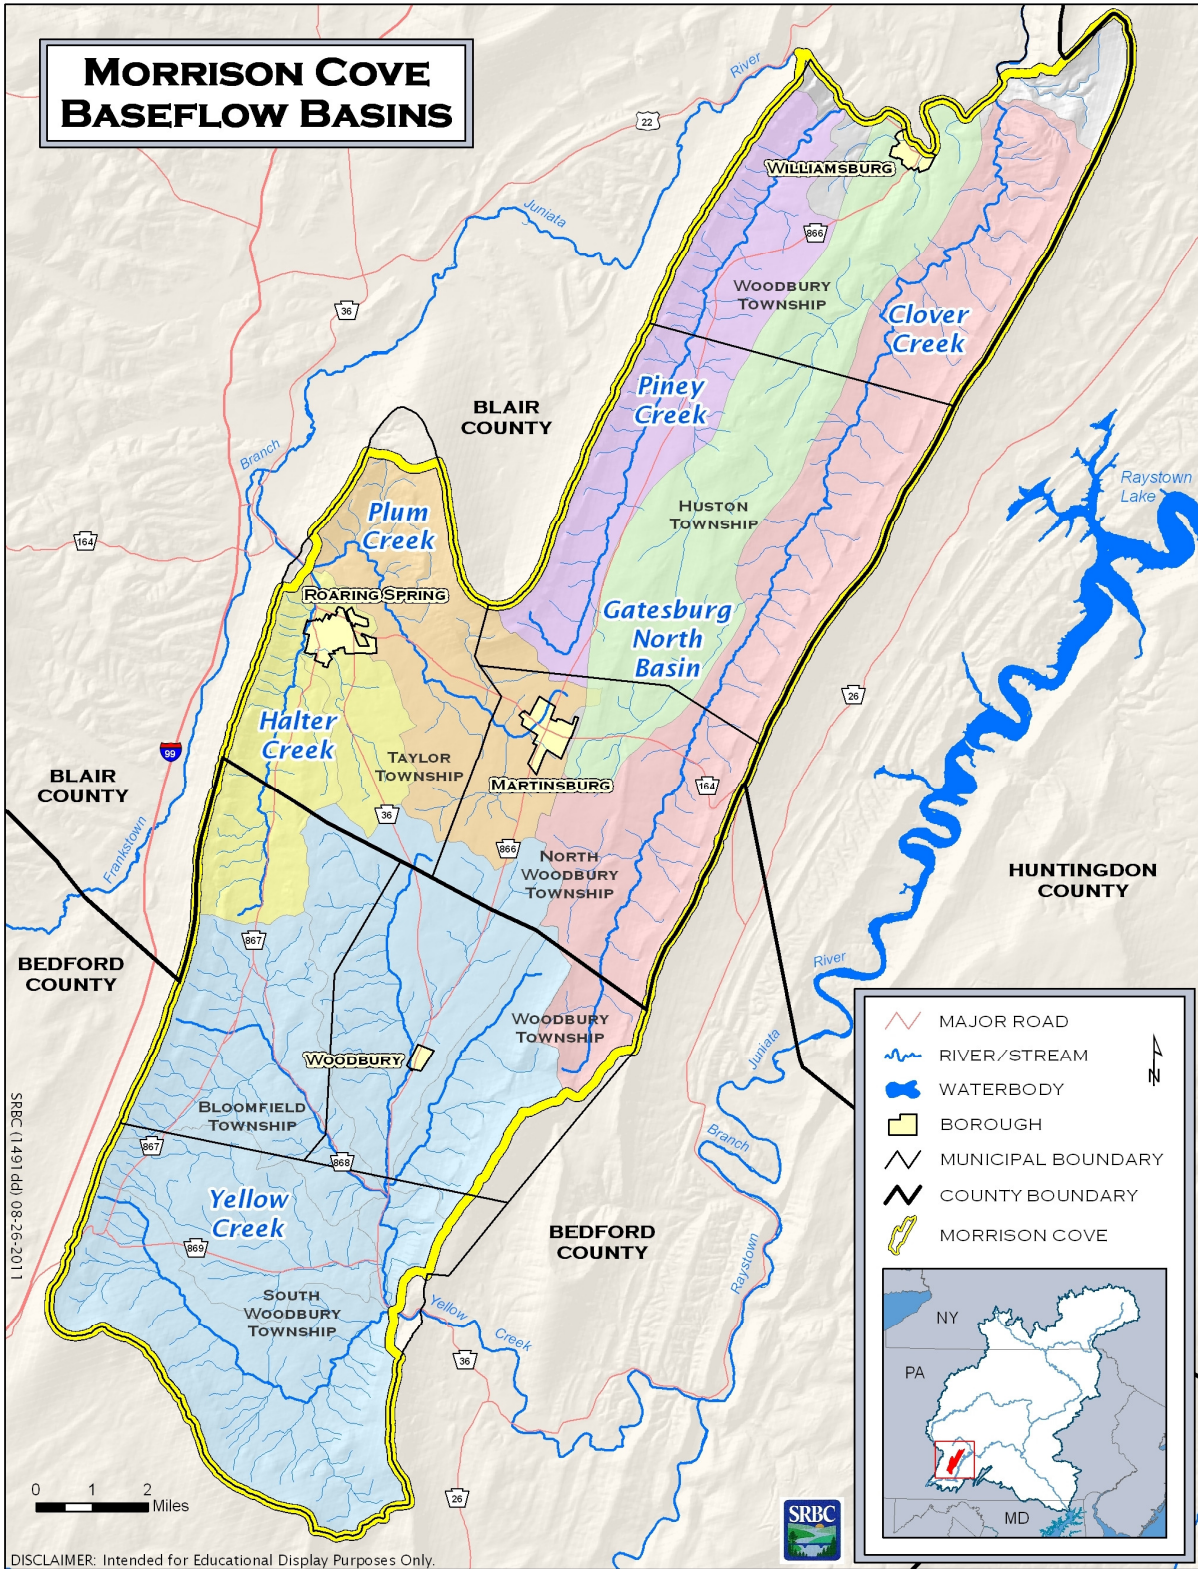 MORRISON COVE
BASEFLOW BASINS
River
22
WILLIAMSBURG
Juniata
866
WOODBURY
TOWNSHIP
36
Clover
Creek
Piney
Creek
BLAIR
COUNTY
Branch
Raystown
Lake
Plum
Creek
HUSTON
TOWNSHIP
164
ROARING SPRING
Gatesburg
North
Basin
26
Halter
Creek
99
TAYLOR
TOWNSHIP
MARTINSBURG
164
BLAIR
COUNTY
36
866
Frankstown
NORTH
WOODBURY
TOWNSHIP
HUNTINGDON
COUNTY
867
BEDFORD
COUNTY
River
WOODBURY
TOWNSHIP
Juniata
WOODBURY
BLOOMFIELD
TOWNSHIP
867
868
Branch
Yellow
Creek
869
BEDFORD
COUNTY
Raystown
SOUTH
WOODBURY
TOWNSHIP
Yellow
Creek
36
26
MAJOR ROAD
RIVER/STREAM
WATERBODY
BOROUGH
MUNICIPAL BOUNDARY
COUNTY BOUNDARY
MORRISON COVE
N
NY
PA
MD
SRBC (1491dd) 08-26-2011
0 1 2
Miles
SRBC
DISCLAIMER: Intended for Educational Display Purposes Only.